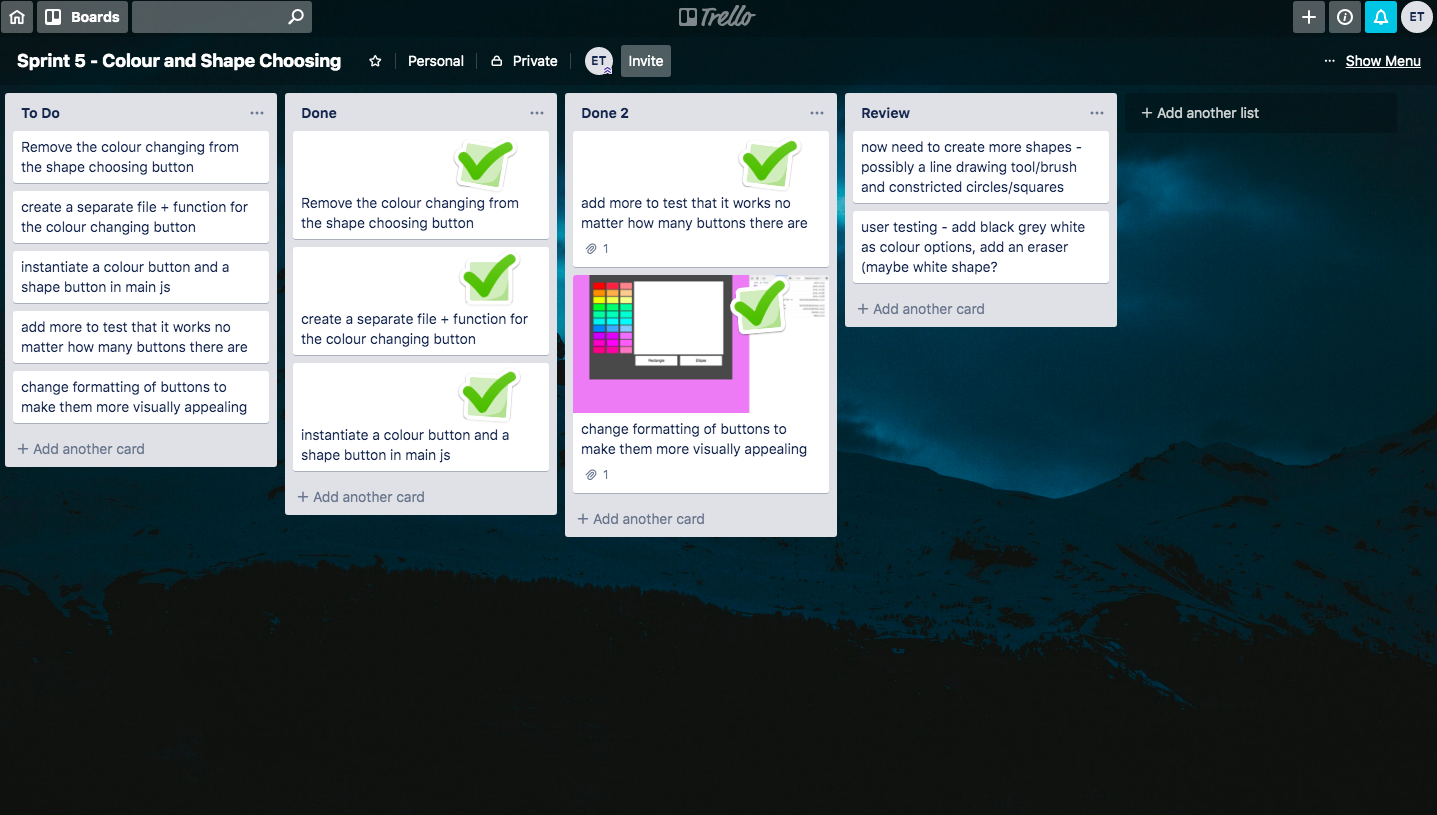 Boards
Trello
ET
Sprint 5 - Colour and Shape Choosing
Personal
Private
ET
Invite
... Show Menu
To Do
Remove the colour changing from
the shape choosing button
create a separate file + function for
the colour changing button
instantiate a colour button and a
shape button in main js
add more to test that it works no
matter how many buttons there are
change formatting of buttons to
make them more visually appealing
+ Add another card
Done
Remove the colour changing from
the shape choosing button
create a separate file + function for
the colour changing button
instantiate a colour button and a
shape button in main js
+ Add another card
Done 2
add more to test that it works no
matter how many buttons there are
1
Rectangle
Ellipse
change formatting of buttons to
make them more visually appealing
1
+ Add another card
Review
now need to create more shapes -
possibly a line drawing tool/brush
and constricted circles/squares
user testing - add black grey white
as colour options, add an eraser
(maybe white shape?
+ Add another card
+ Add another list